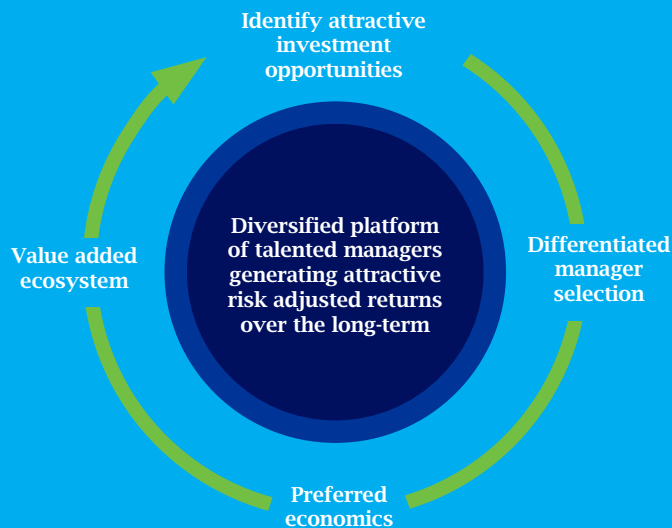 Identify attractive
investment
opportunities
Diversified platform
of talented managers
generating attractive
risk adjusted returns
over the long-term
Value added
ecosystem
Differentiated
manager
selection
Preferred
economics